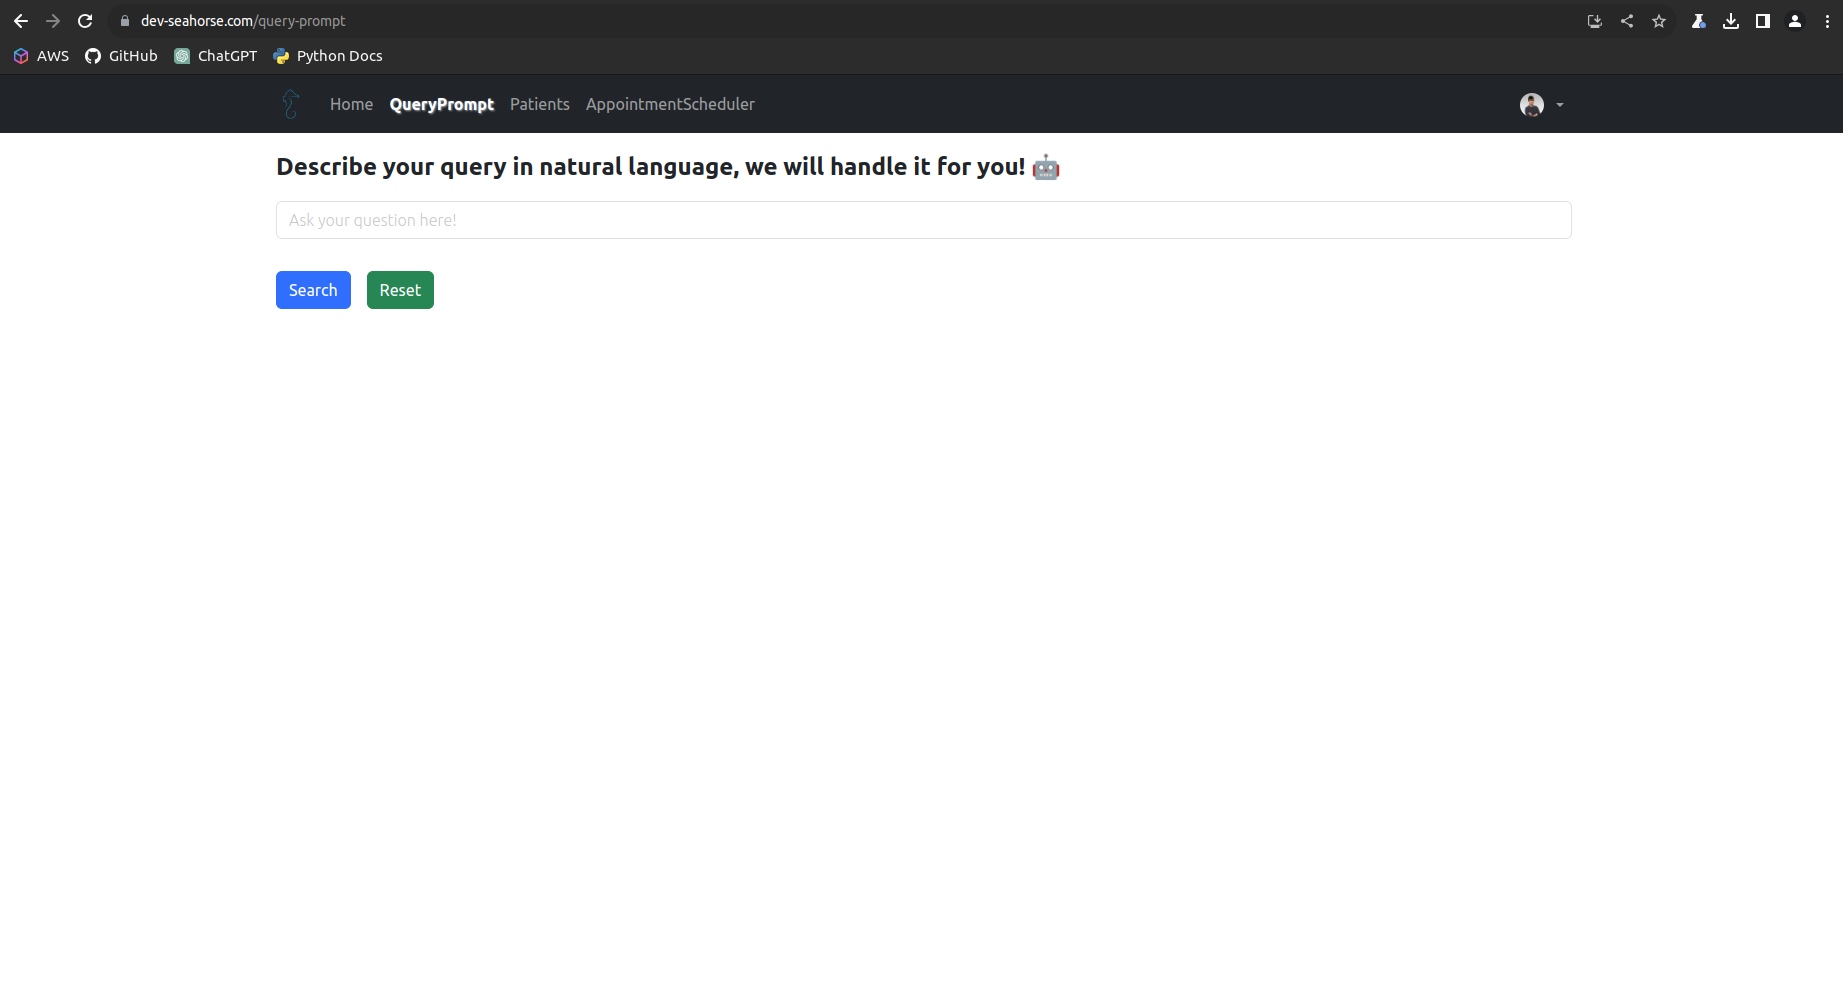 dev-seahorse.com/query-prompt
AWS GitHub ChatGPT Python Docs
Home QueryPrompt Patients AppointmentScheduler
Describe your query in natural language, we will handle it for you! 🤖
Ask your question here!
Search Reset